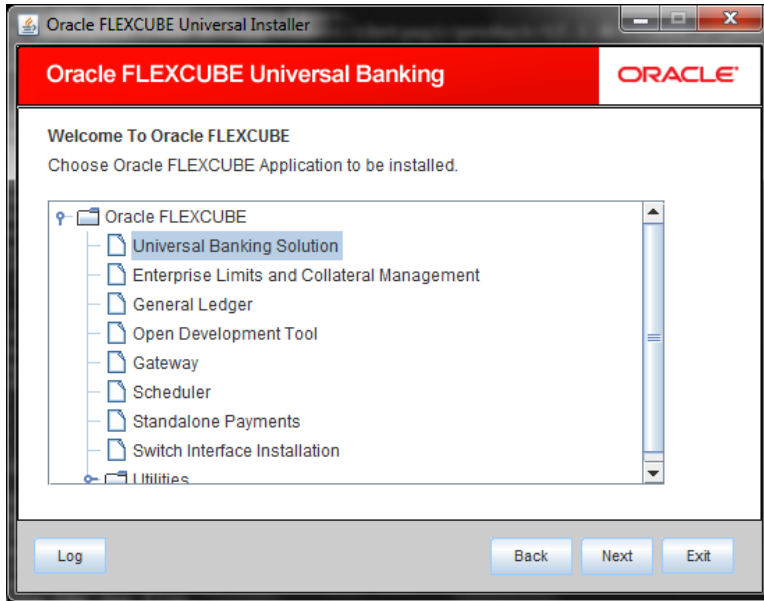 Oracle FLEXCUBE Universal Installer
Oracle FLEXCUBE Universal Banking
ORACLE
Welcome To Oracle FLEXCUBE
Choose Oracle FLEXCUBE Application to be installed.
Oracle FLEXCUBE
Universal Banking Solution
Enterprise Limits and Collateral Management
General Ledger
Open Development Tool
Gateway
Scheduler
Standalone Payments
Switch Interface Installation
Utilities
Log Back Next Exit